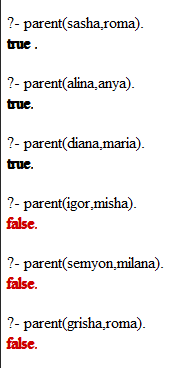 ?- parent(sasha,roma).
true .
?- parent(alina,anya).
true.
?- parent(diana,maria).
true.
?- parent(igor,misha).
false.
?- parent(semyon,milana).
false.
?- parent(grisha,roma).
false.